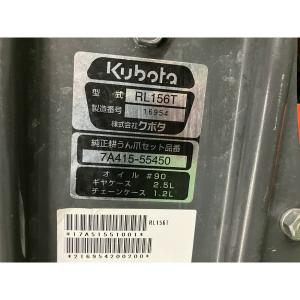 Kubota
型式 RL156T
製造番号 16954
株式会社クボタ
純正耕うん爪セット品番
7A415-55450
オイル #90
ギヤケース 2.5L
チェーンケース 1.2L
RL156T
*17A51551001*
*216954200200*